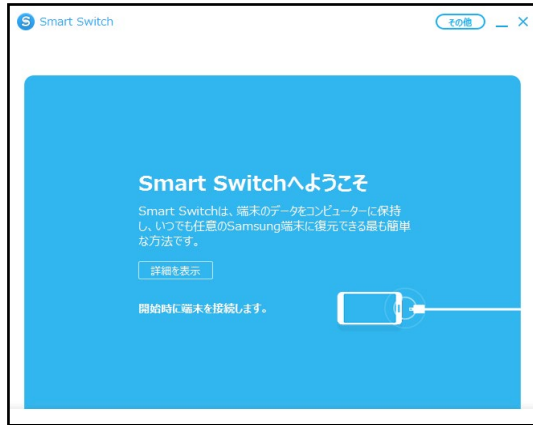 Smart Switch
その他
Smart Switchへようこそ
Smart Switchは、端末のデータをコンピューターに保持
し、いつでも任意のSamsung端末に復元できる最も簡単
な方法です。
詳細を表示
開始時に端末を接続します。